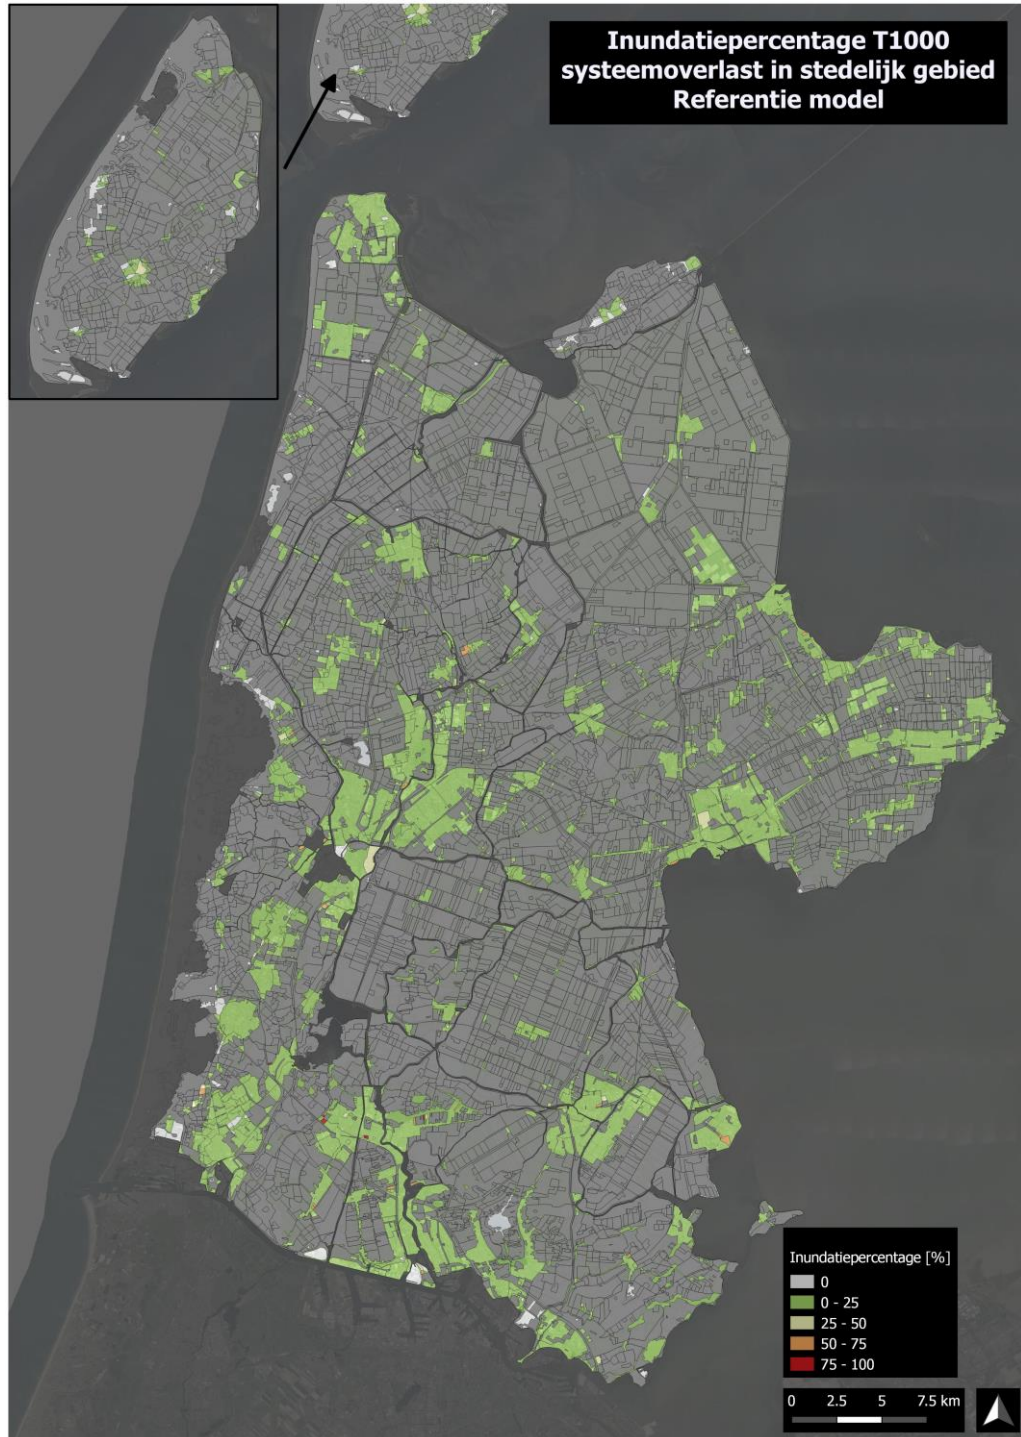 Inundatiepercentage T1000
systeemoverlast in stedelijk gebied
Referentie model
Inundatiepercentage [%]
0
0 - 25
25 - 50
50 - 75
75 - 100
0 2.5 5 7.5 km